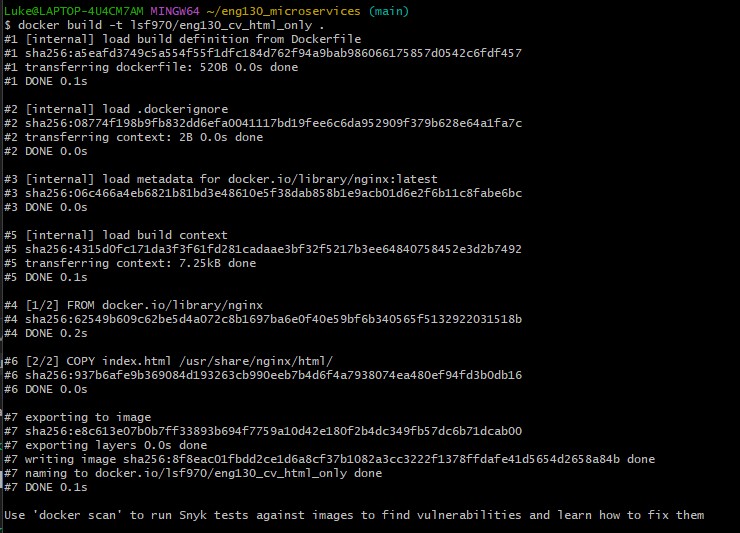 Luke@LAPTOP-4U4CM7AM MINGW64 ~/eng130_microservices (main)
$ docker build -t lsf970/eng130_cv_html_only .
#1 [internal] load build definition from Dockerfile
#1 sha256:a5eafd3749c5a554f55f1dfc184d762f94a9bab986066175857d0542c6fdf457
#1 transferring dockerfile: 520B 0.0s done
#1 DONE 0.1s

#2 [internal] load .dockerignore
#2 sha256:08774f198b9fb832dd6efa0041117bd19fee6c6da952909f379b628e64a1fa7c
#2 transferring context: 2B 0.0s done
#2 DONE 0.0s

#3 [internal] load metadata for docker.io/library/nginx:latest
#3 sha256:06c466a4eb6821b81bd3e48610e5f38dab858b1e9acb01d6e2f6b11c8fabe6bc
#3 DONE 0.0s

#5 [internal] load build context
#5 sha256:4315d0fc171da3f3f61fd281cadaae3bf32f5217b3ee64840758452e3d2b7492
#5 transferring context: 7.25kB done
#5 DONE 0.1s

#4 [1/2] FROM docker.io/library/nginx
#4 sha256:62549b609c62be5d4a072c8b1697ba6e0f40e59bf6b340565f5132922031518b
#4 DONE 0.2s

#6 [2/2] COPY index.html /usr/share/nginx/html/
#6 sha256:937b6afe9b369084d193263cb990eeb7b4d6f4a7938074ea480ef94fd3b0db16
#6 DONE 0.0s

#7 exporting to image
#7 sha256:e8c613e07b0b7ff33893b694f7759a10d42e180f2b4dc349fb57dc6b71dcab00
#7 exporting layers 0.0s done
#7 writing image sha256:8f8eac01fbdd2ce1d6a8cf37b1082a3cc3222f1378ffdafe41d5654d2658a84b done
#7 naming to docker.io/lsf970/eng130_cv_html_only done
#7 DONE 0.1s

Use 'docker scan' to run Snyk tests against images to find vulnerabilities and learn how to fix them